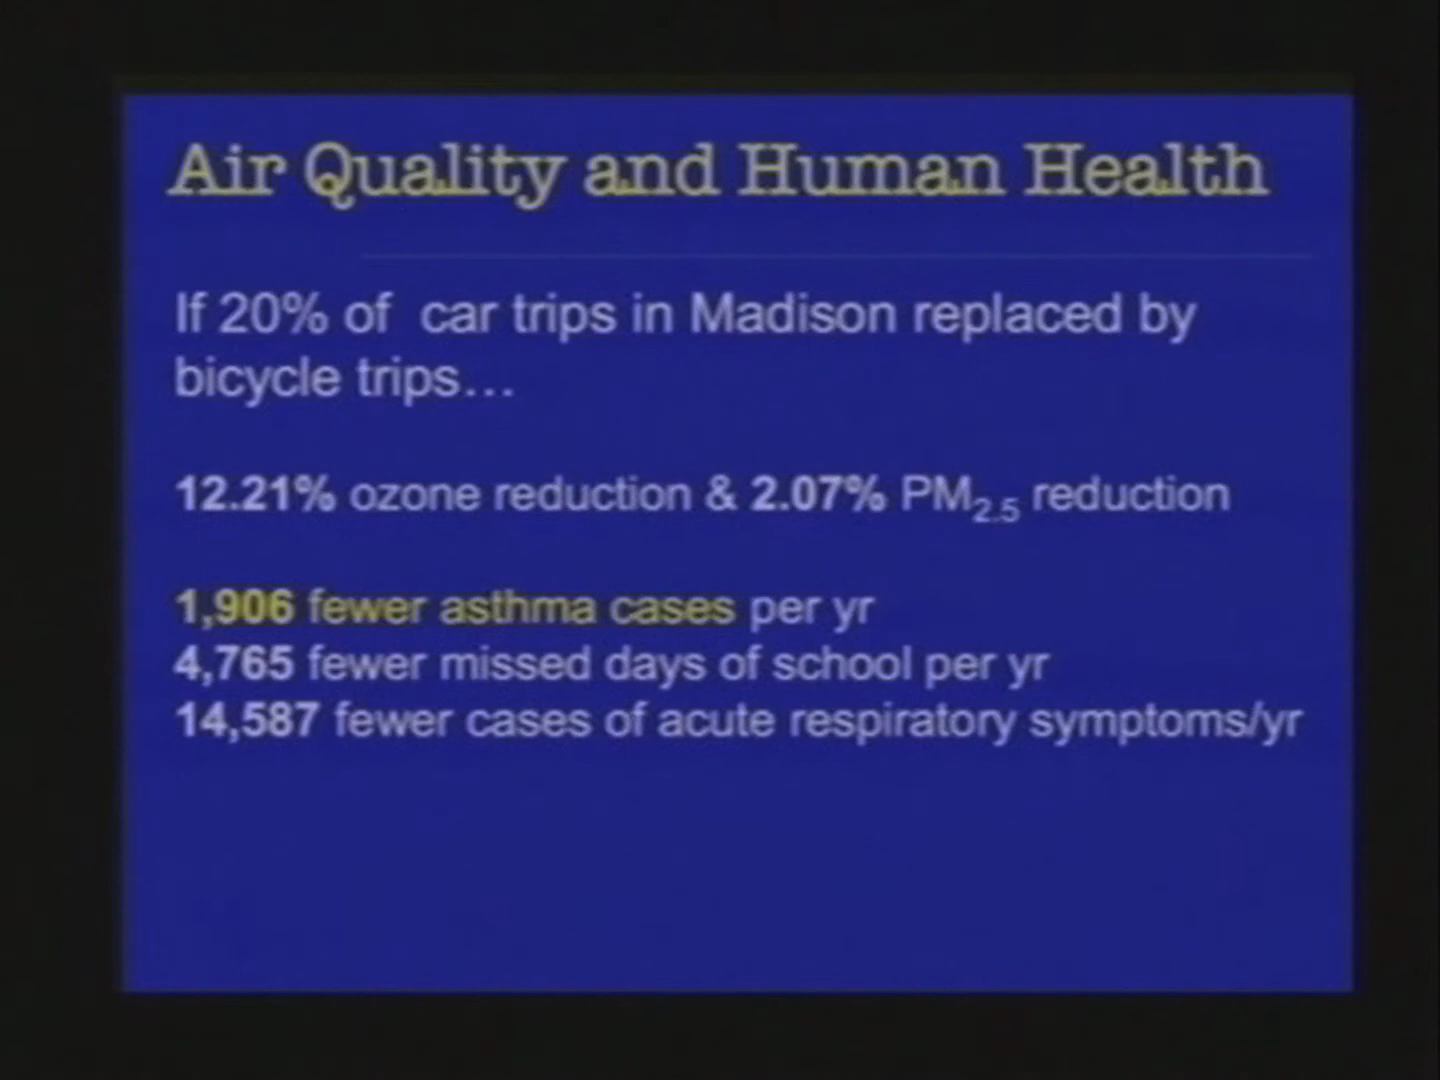 Air Quality and Human Health
If 20% of car trips in Madison replaced by
bicycle trips…
12.21% ozone reduction & 2.07% PM2.5 reduction
1,906 fewer asthma cases per yr
4,765 fewer missed days of school per yr
14,587 fewer cases of acute respiratory symptoms/yr